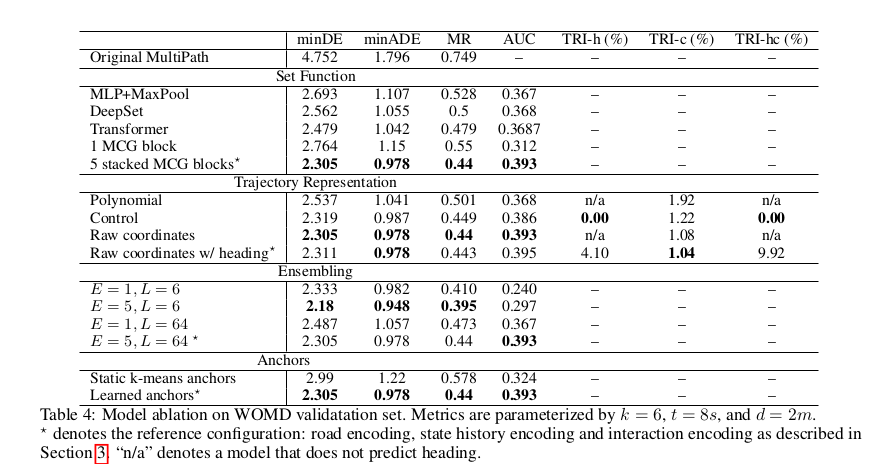 minDE minADE MR AUC TRI-h (%) TRI-c (%) TRI-hc (%)
Original MultiPath 4.752 1.796 0.749 – – – –
Set Function
MLP+MaxPool 2.693 1.107 0.528 0.367 – – –
DeepSet 2.562 1.055 0.5 0.368 – – –
Transformer 2.479 1.042 0.479 0.3687 – – –
1 MCG block 2.764 1.15 0.55 0.312 – – –
5 stacked MCG blocks* 2.305 0.978 0.44 0.393 – – –
Trajectory Representation
Polynomial 2.537 1.041 0.501 0.368 n/a 1.92 n/a
Control 2.319 0.987 0.449 0.386 0.00 1.22 0.00
Raw coordinates 2.305 0.978 0.44 0.393 n/a 1.08 n/a
Raw coordinates w/ heading* 2.311 0.978 0.443 0.395 4.10 1.04 9.92
Ensembling
E = 1, L = 6 2.333 0.982 0.410 0.240 – – –
E = 5, L = 6 2.18 0.948 0.395 0.297 – – –
E = 1, L = 64 2.487 1.057 0.473 0.367 – – –
E = 5, L = 64 * 2.305 0.978 0.44 0.393 – – –
Anchors
Static k-means anchors 2.99 1.22 0.578 0.324 – – –
Learned anchors* 2.305 0.978 0.44 0.393 – – –
Table 4: Model ablation on WOMD validatation set. Metrics are parameterized by k = 6, t = 8s, and d = 2m.
* denotes the reference configuration: road encoding, state history encoding and interaction encoding as described in
Section 3. “n/a” denotes a model that does not predict heading.